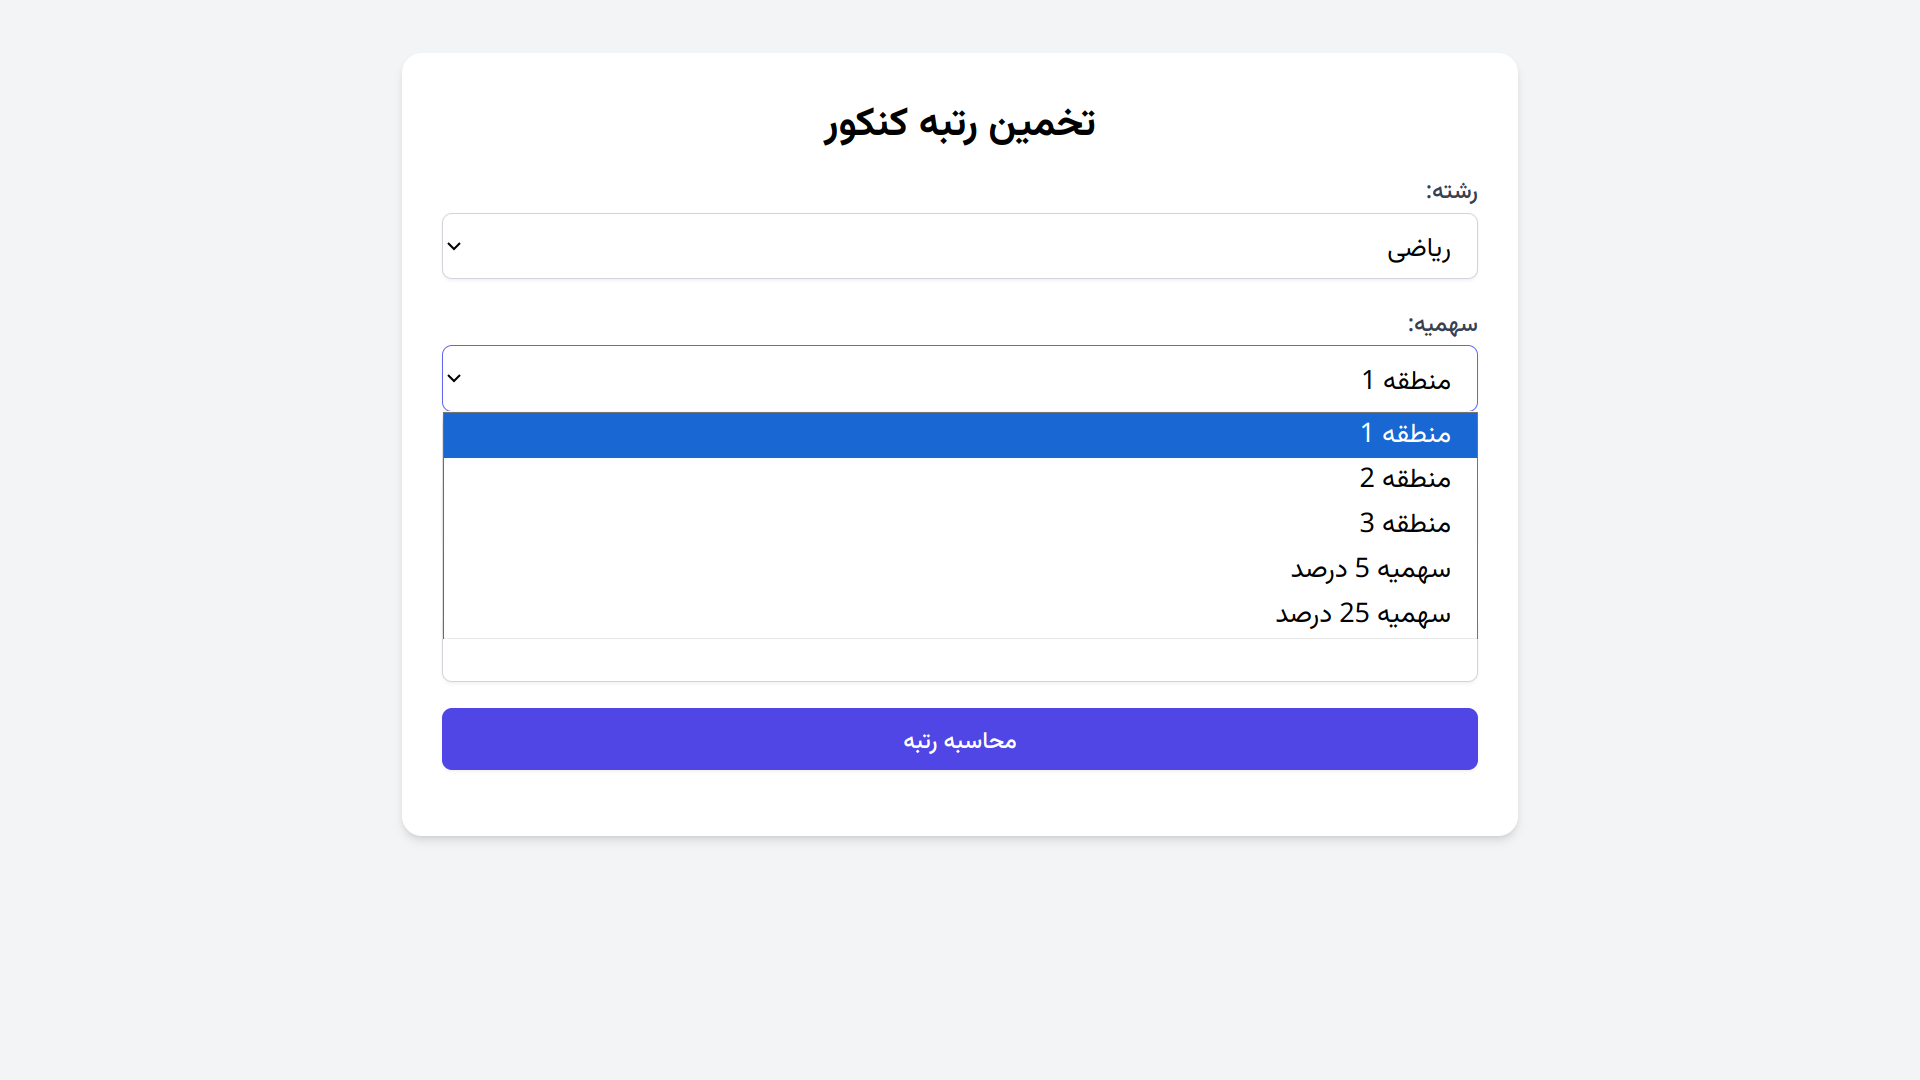 تخمین رتبه کنکور
رشته:
ریاضی
سهمیه:
منطقه 1
منطقه 1
منطقه 2
منطقه 3
سهمیه 5 درصد
سهمیه 25 درصد
محاسبه رتبه